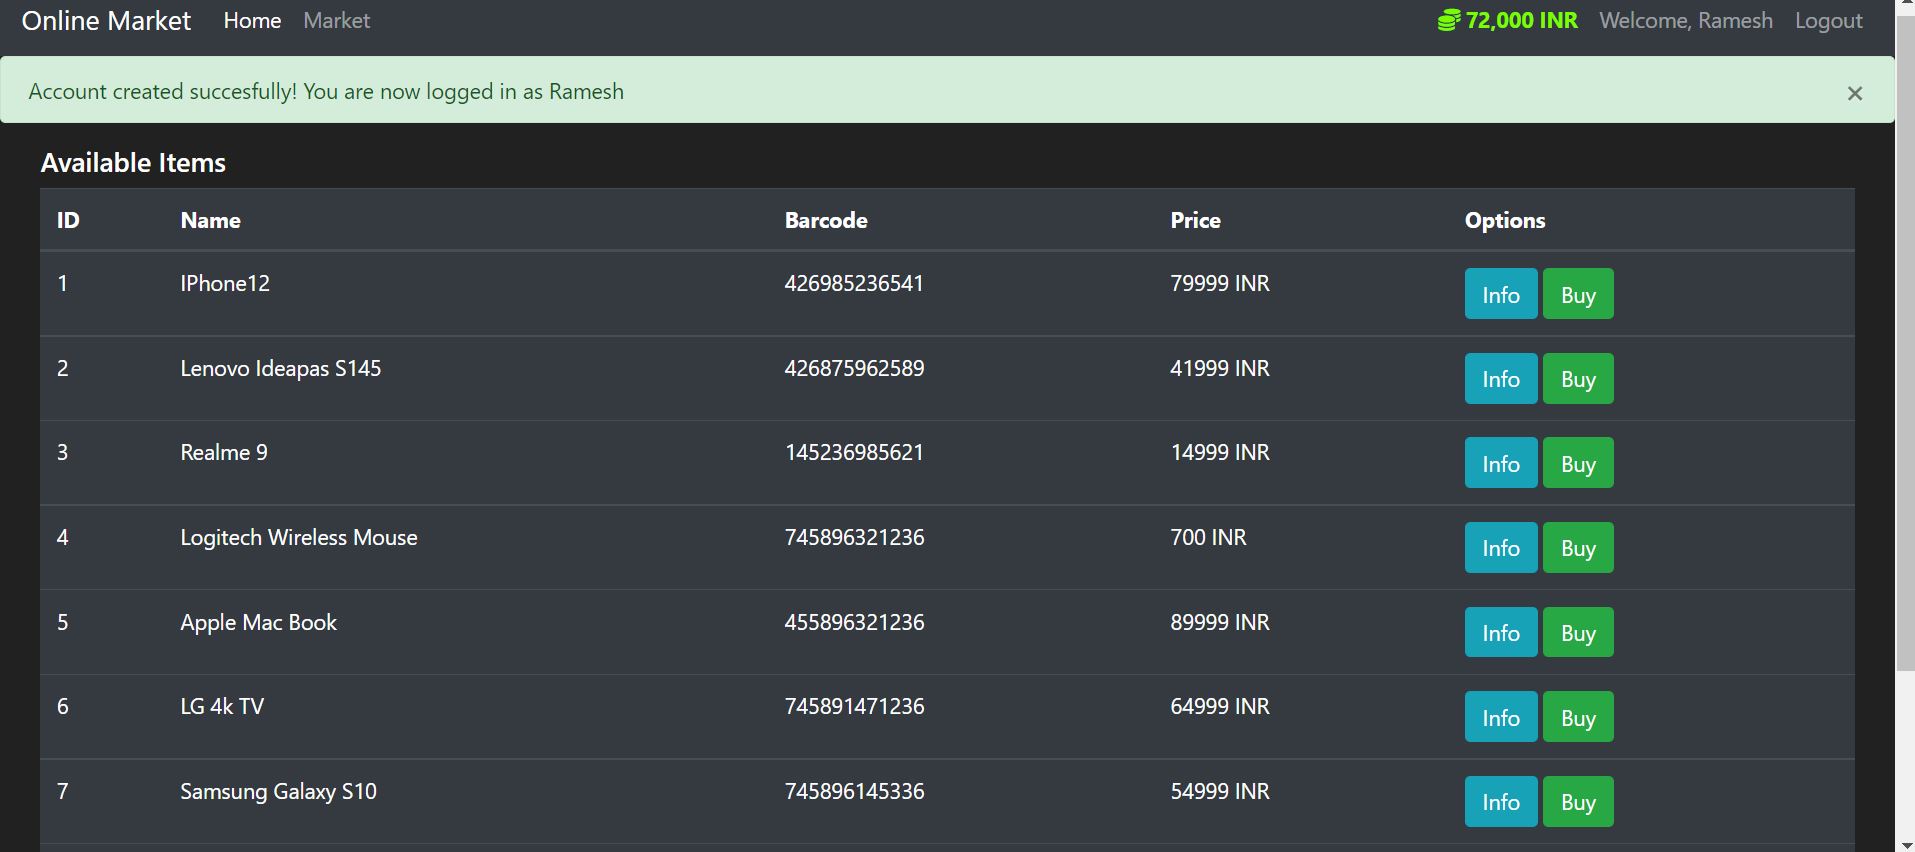 Online Market Home Market 72,000 INR Welcome, Ramesh Logout
Account created succesfully! You are now logged in as Ramesh ×
Available Items
ID Name Barcode Price Options
1 IPhone12 426985236541 79999 INR Info Buy
2 Lenovo Ideapas S145 426875962589 41999 INR Info Buy
3 Realme 9 145236985621 14999 INR Info Buy
4 Logitech Wireless Mouse 745896321236 700 INR Info Buy
5 Apple Mac Book 455896321236 89999 INR Info Buy
6 LG 4k TV 745891471236 64999 INR Info Buy
7 Samsung Galaxy S10 745896145336 54999 INR Info Buy